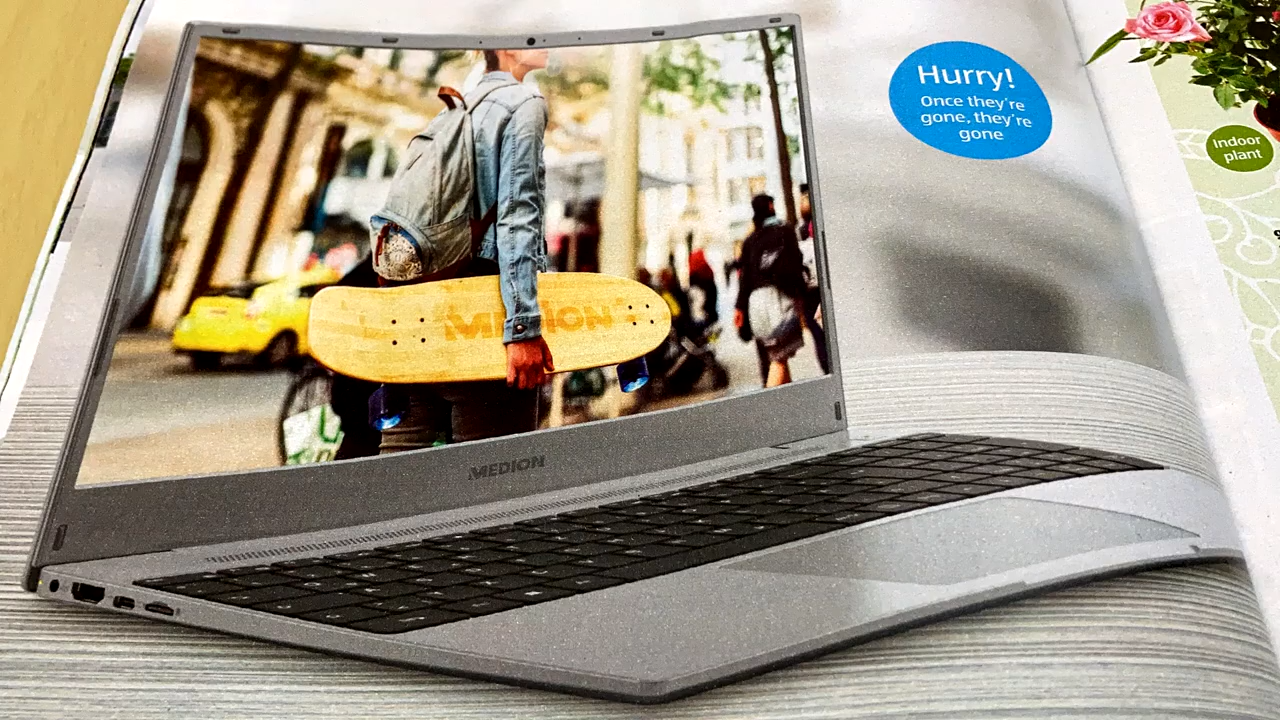 Hurry!
Once they're
gone, they're
gone
Indoor
plant
MEDION
MEDION